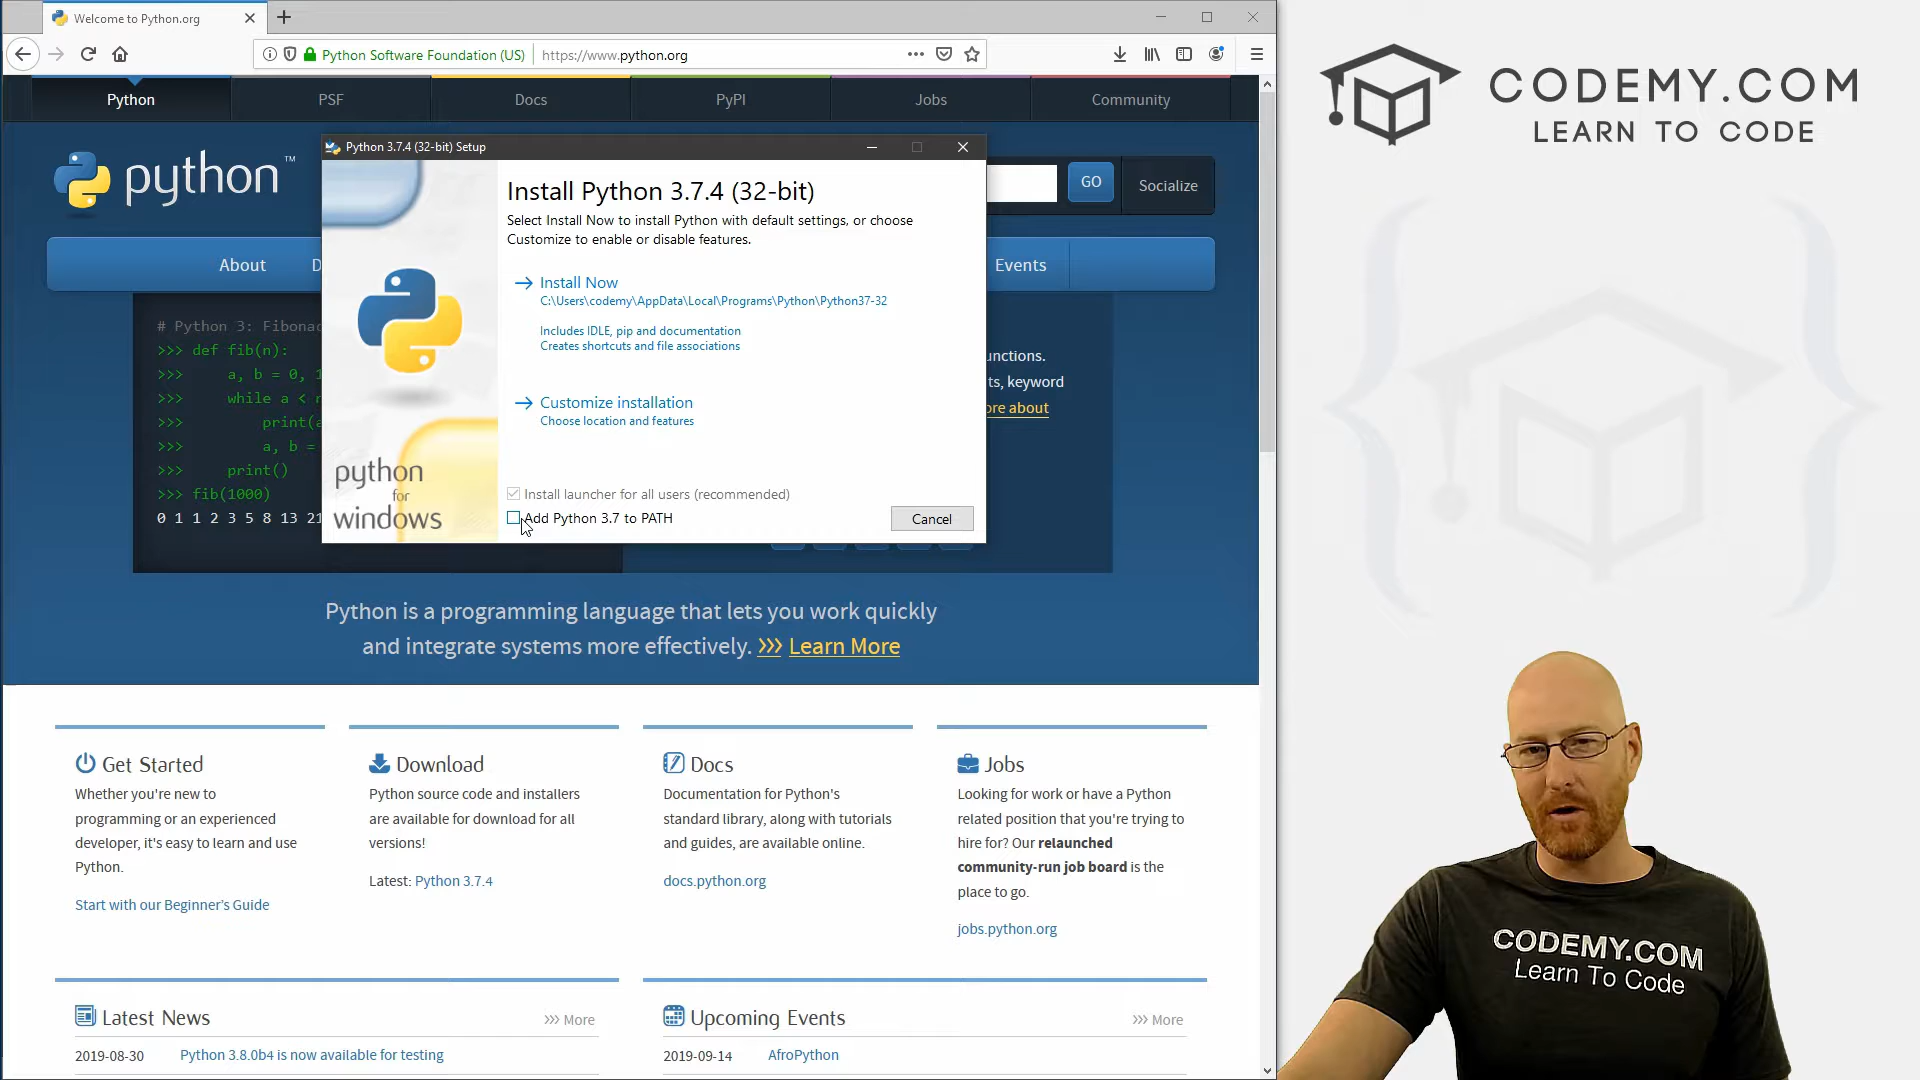 Welcome to Python.org
Python Software Foundation (US)
https://www.python.org
Python
PSF
Docs
PyPI
Jobs
Community
python™
GO
Socialize
About
D
Events
Python 3.7.4 (32-bit) Setup
Install Python 3.7.4 (32-bit)
Select Install Now to install Python with default settings, or choose
Customize to enable or disable features.
Install Now
C:\Users\codemy\AppData\Local\Programs\Python\Python37-32
Includes IDLE, pip and documentation
Creates shortcuts and file associations
Customize installation
Choose location and features
Install launcher for all users (recommended)
Add Python 3.7 to PATH
Cancel
python
for
windows
# Python 3: Fibonac
>>> def fib(n):
>>> a, b = 0, 1
>>> while a < n
>>> print(a
>>> a, b =
>>> print()
>>> fib(1000)
0 1 1 2 3 5 8 13 21
unctions.
ts, keyword
ore about
Python is a programming language that lets you work quickly
and integrate systems more effectively. >>> Learn More
Get Started
Whether you're new to
programming or an experienced
developer, it's easy to learn and use
Python.
Start with our Beginner's Guide
Download
Python source code and installers
are available for download for all
versions!
Latest: Python 3.7.4
Docs
Documentation for Python's
standard library, along with tutorials
and guides, are available online.
docs.python.org
Jobs
Looking for work or have a Python
related position that you're trying to
hire for? Our relaunched
community-run job board is the
place to go.
jobs.python.org
Latest News
>>> More
2019-08-30 Python 3.8.0b4 is now available for testing
Upcoming Events
>>> More
2019-09-14 AfroPython
CODEMY.COM
LEARN TO CODE
CODEMY.COM
Learn To Code